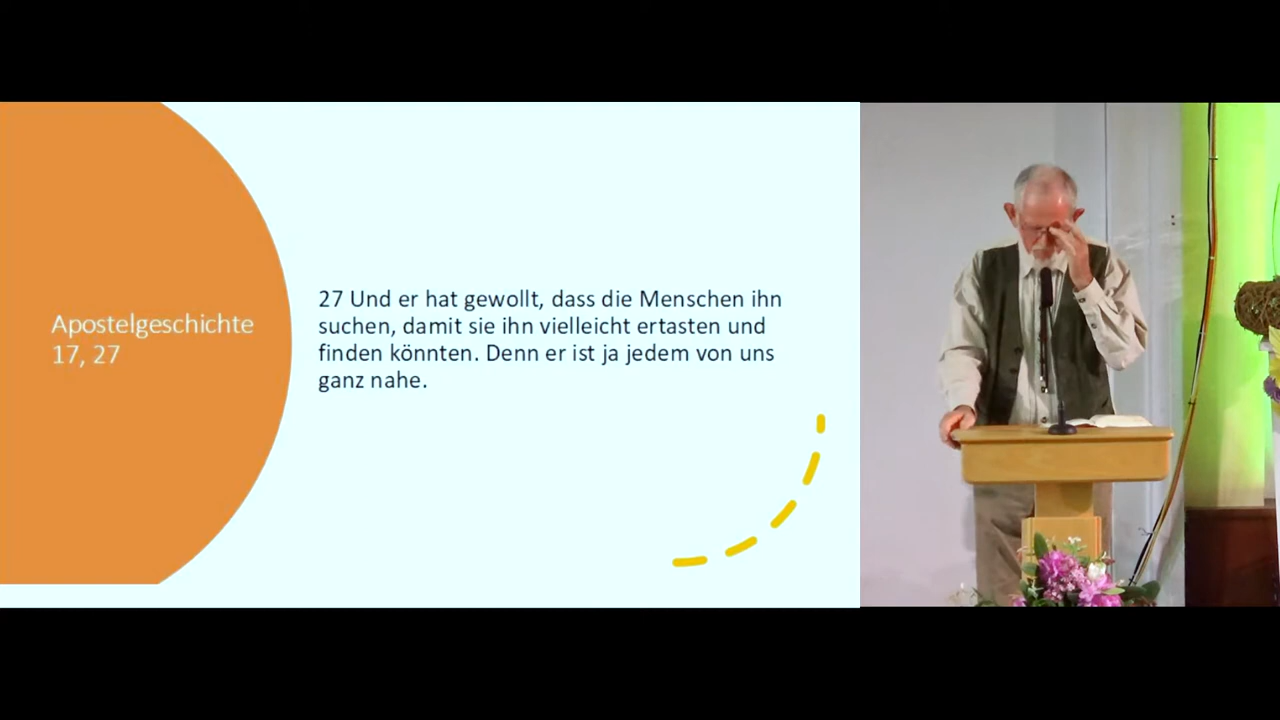 Apostelgeschichte
17, 27
27 Und er hat gewollt, dass die Menschen ihn
suchen, damit sie ihn vielleicht ertasten und
finden könnten. Denn er ist ja jedem von uns
ganz nahe.